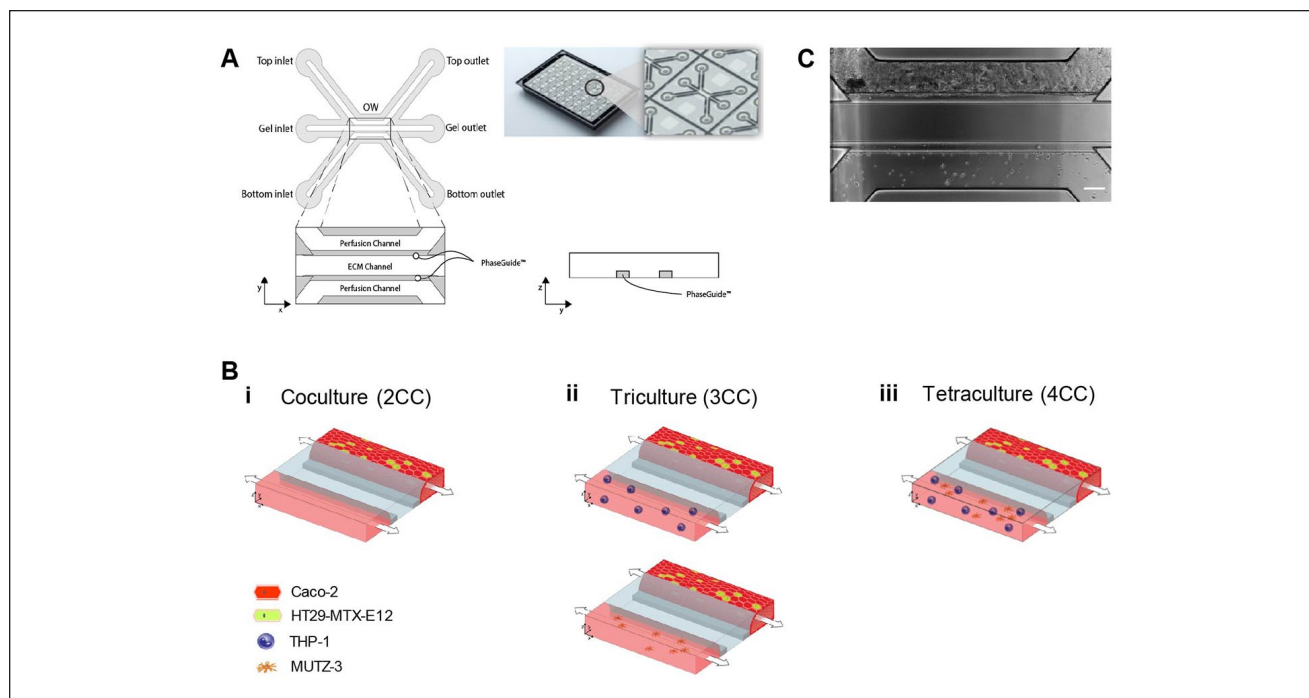 A
Top inlet
Top outlet
OW
Gel inlet
Gel outlet
Bottom inlet
Bottom outlet
Perfusion Channel
ECM Channel
PhaseGuide™
Perfusion Channel
y
x
z
y
PhaseGuide™
C
B
i Coculture (2CC)
ii Triculture (3CC)
iii Tetraculture (4CC)
Caco-2
HT29-MTX-E12
THP-1
MUTZ-3